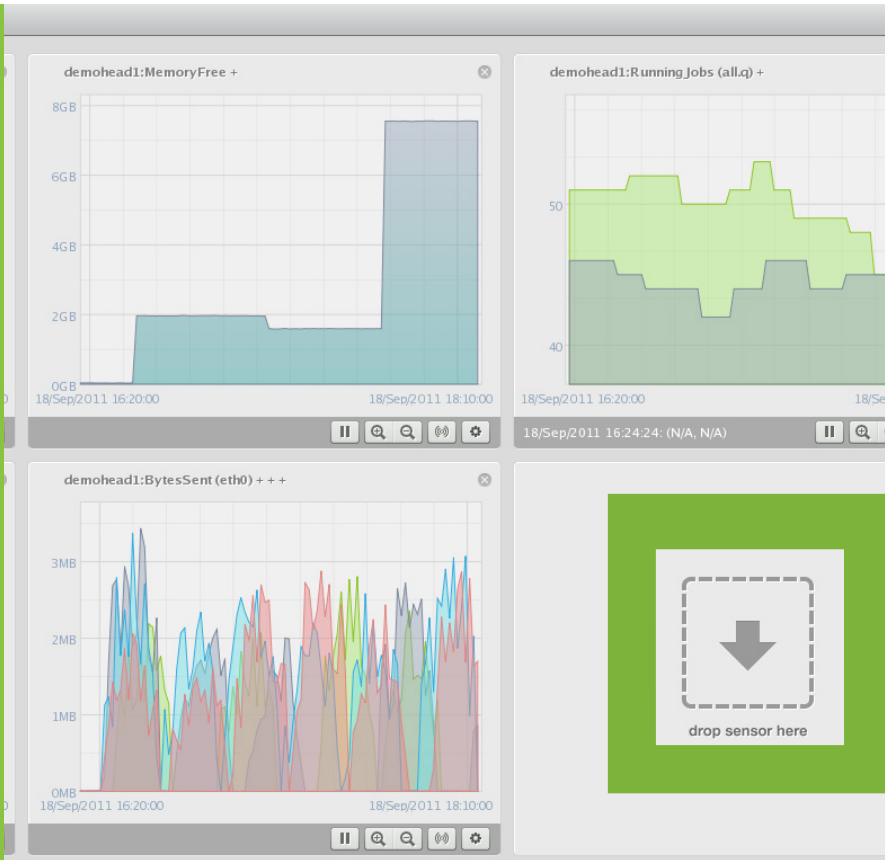 demohead1:MemoryFree +
8GB
6GB
4GB
2GB
0GB
18/Sep/2011 16:20:00
18/Sep/2011 18:10:00
demohead1:Running Jobs (all.q) +
50
40
18/Sep/2011 16:20:00
18/Se
18/Sep/2011 16:24:24: (N/A, N/A)
demohead1:BytesSent (eth0) + + +
3MB
2MB
1MB
0MB
18/Sep/2011 16:20:00
18/Sep/2011 18:10:00
drop sensor here